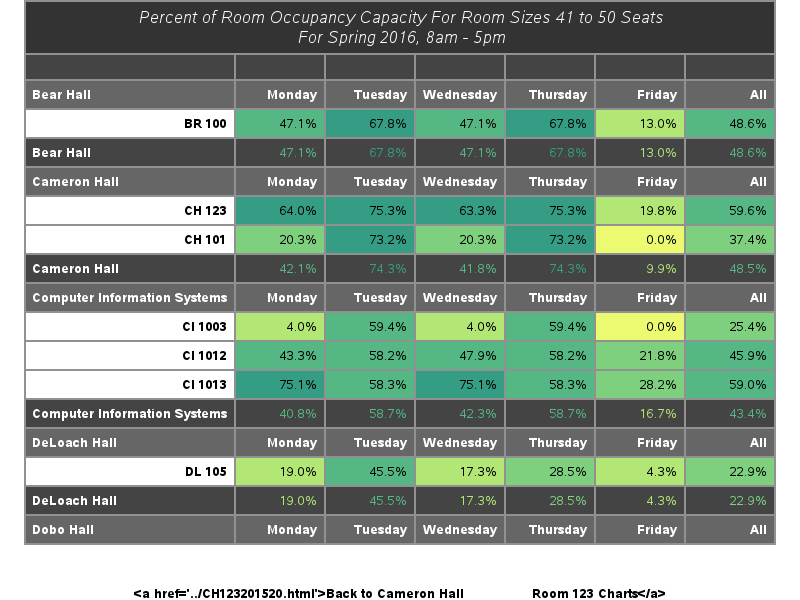 Percent of Room Occupancy Capacity For Room Sizes 41 to 50 Seats
For Spring 2016, 8am - 5pm
Bear Hall Monday Tuesday Wednesday Thursday Friday All
BR 100 47.1% 67.8% 47.1% 67.8% 13.0% 48.6%
Bear Hall 47.1% 67.8% 47.1% 67.8% 13.0% 48.6%
Cameron Hall Monday Tuesday Wednesday Thursday Friday All
CH 123 64.0% 75.3% 63.3% 75.3% 19.8% 59.6%
CH 101 20.3% 73.2% 20.3% 73.2% 0.0% 37.4%
Cameron Hall 42.1% 74.3% 41.8% 74.3% 9.9% 48.5%
Computer Information Systems Monday Tuesday Wednesday Thursday Friday All
CI 1003 4.0% 59.4% 4.0% 59.4% 0.0% 25.4%
CI 1012 43.3% 58.2% 47.9% 58.2% 21.8% 45.9%
CI 1013 75.1% 58.3% 75.1% 58.3% 28.2% 59.0%
Computer Information Systems 40.8% 58.7% 42.3% 58.7% 16.7% 43.4%
DeLoach Hall Monday Tuesday Wednesday Thursday Friday All
DL 105 19.0% 45.5% 17.3% 28.5% 4.3% 22.9%
DeLoach Hall 19.0% 45.5% 17.3% 28.5% 4.3% 22.9%
Dobo Hall Monday Tuesday Wednesday Thursday Friday All
<a href='../CH123201520.html'>Back to Cameron Hall Room 123 Charts</a>